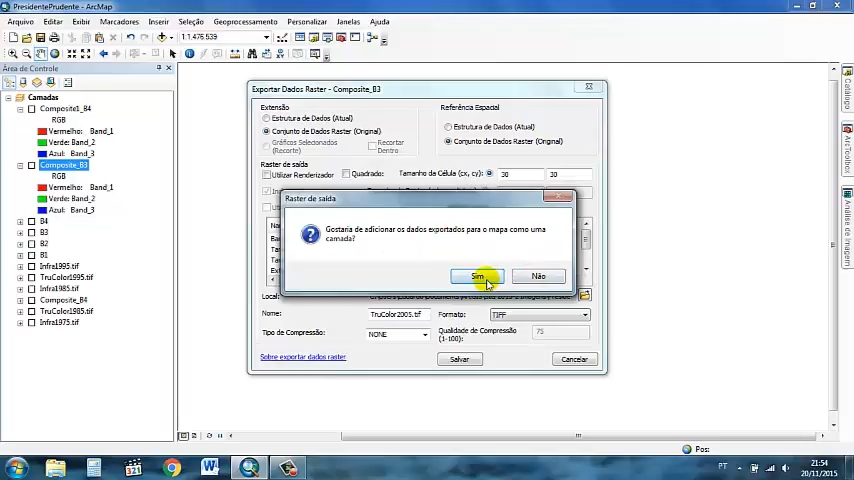 PresidentePrudente - ArcMap
Arquivo Editar Exibir Marcadores Inserir Seleção Geoprocessamento Personalizar Janelas Ajuda
1:1.476.539
Área de Controle
Camadas
Composite1_B4
RGB
Vermelho: Band_1
Verde: Band_2
Azul: Band_3
Composite_B3
RGB
Vermelho: Band_1
Verde: Band_2
Azul: Band_3
B4
B3
B2
B1
Infra1995.tif
TruColor1995.tif
Infra1985.tif
Composite_B4
TruColor1985.tif
Infra1975.tif
Exportar Dados Raster - Composite_B3
Extensão
Estrutura de Dados (Atual)
Conjunto de Dados Raster (Original)
Gráficos Selecionados (Recorte)
Recortar Dentro
Referência Espacial
Estrutura de Dados (Atual)
Conjunto de Dados Raster (Original)
Raster de saída
Utilizar Renderizador
Quadrado:
Tamanho da Célula (cx, cy):
30
30
Raster de saída
Gostaria de adicionar os dados exportados para o mapa como uma
camada?
Sim
Não
Local:
Nome:
TruColor2005.tif
Formato:
TIFF
Tipo de Compressão:
NONE
Qualidade de Compressão
(1-100):
75
Sobre exportar dados raster
Salvar
Cancelar
Catálogo
ArcToolbox
Análise de Imagem
Pos:
321
PT
21:54
20/11/2015